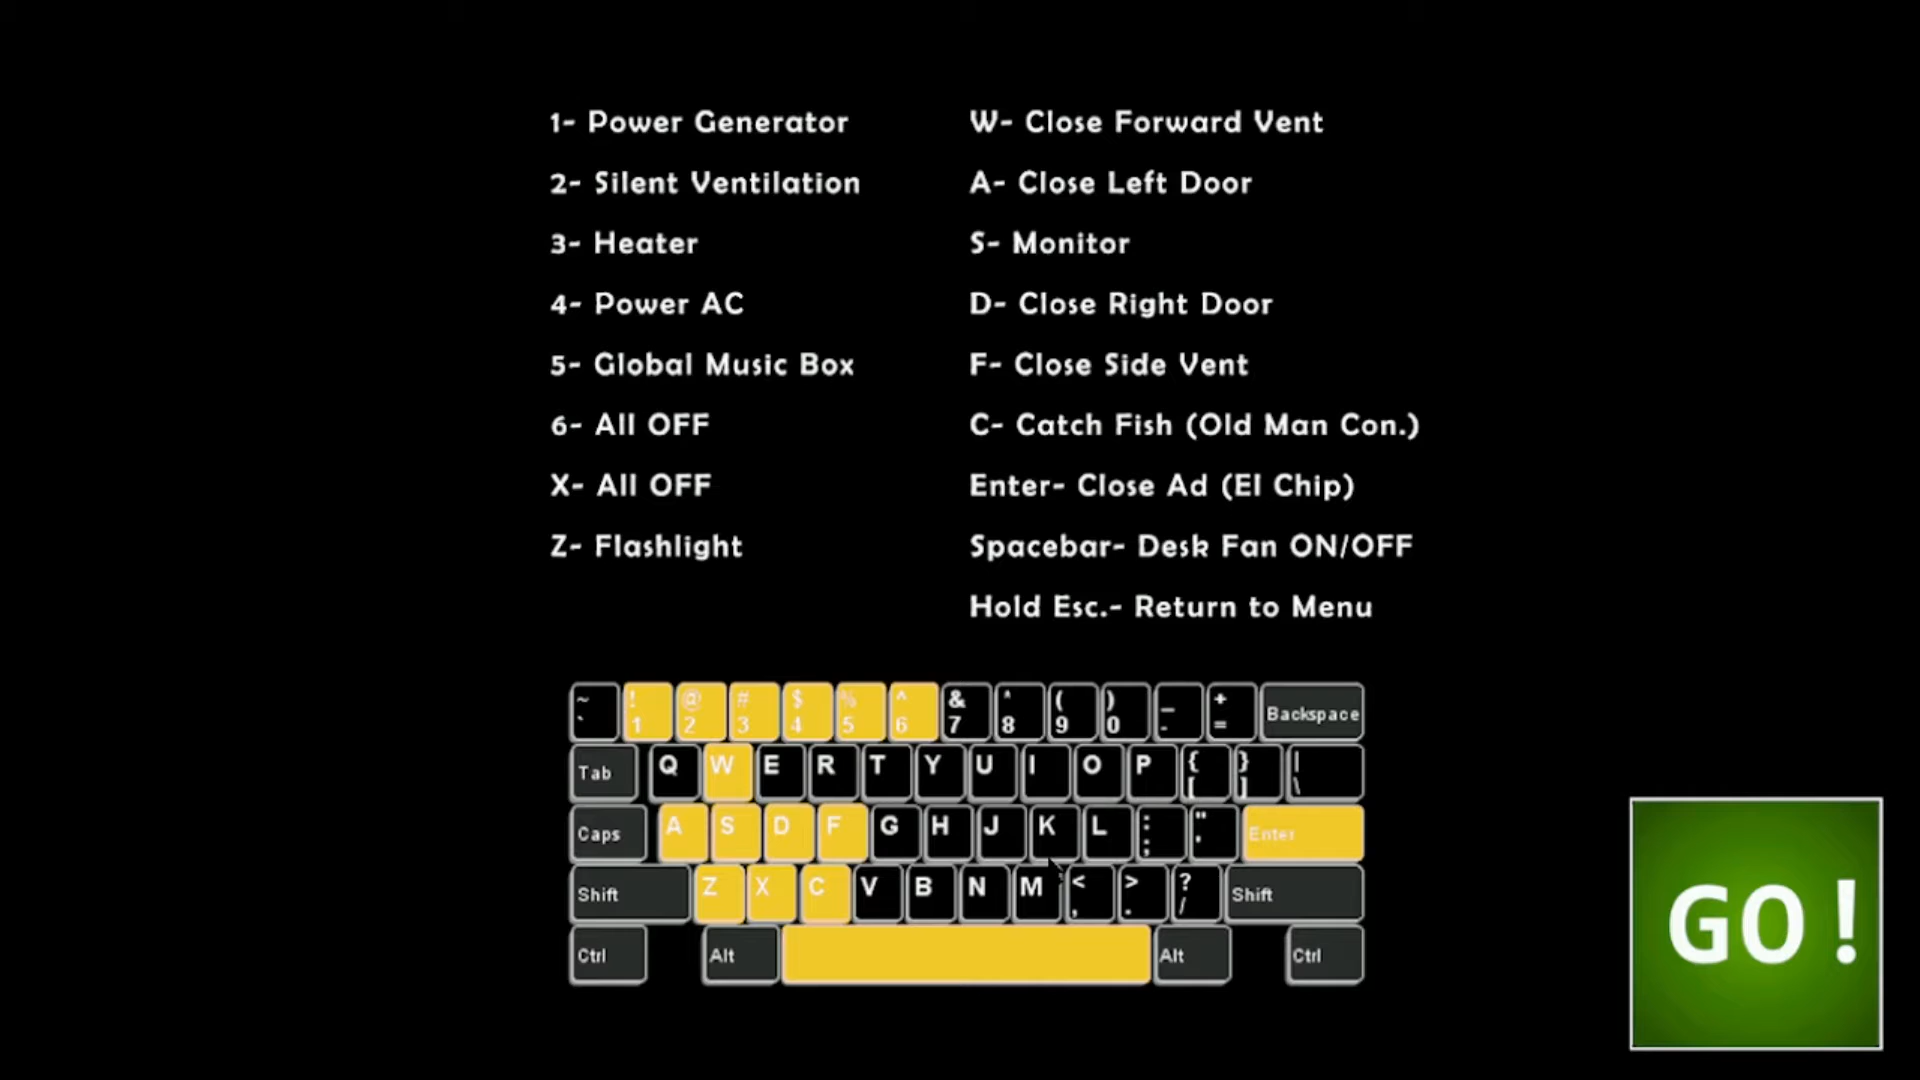 1- Power Generator
2- Silent Ventilation
3- Heater
4- Power AC
5- Global Music Box
6- All OFF
X- All OFF
Z- Flashlight
W- Close Forward Vent
A- Close Left Door
S- Monitor
D- Close Right Door
F- Close Side Vent
C- Catch Fish (Old Man Con.)
Enter- Close Ad (El Chip)
Spacebar- Desk Fan ON/OFF
Hold Esc.- Return to Menu
~ ! @ # $ % ^ & * ( ) _ +
` 1 2 3 4 5 6 7 8 9 0 - = Backspace
Tab Q W E R T Y U I O P { [ } ] | \
Caps A S D F G H J K L : ; " ' Enter
Shift Z X C V B N M < , > . ? / Shift
Ctrl Alt Alt Ctrl
GO!